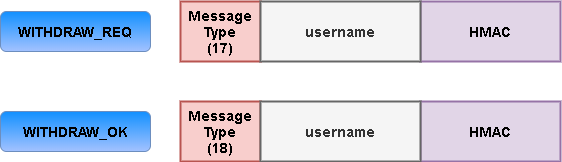 WITHDRAW_REQ
Message
Type
(17)
username
HMAC
WITHDRAW_OK
Message
Type
(18)
username
HMAC